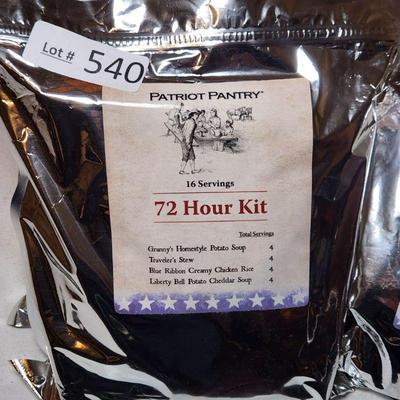 Lot # 540
PATRIOT PANTRY®
16 Servings
72 Hour Kit
Total Servings
Granny's Homestyle Potato Soup 4
Traveler's Stew 4
Blue Ribbon Creamy Chicken Rice 4
Liberty Bell Potato Cheddar Soup 4